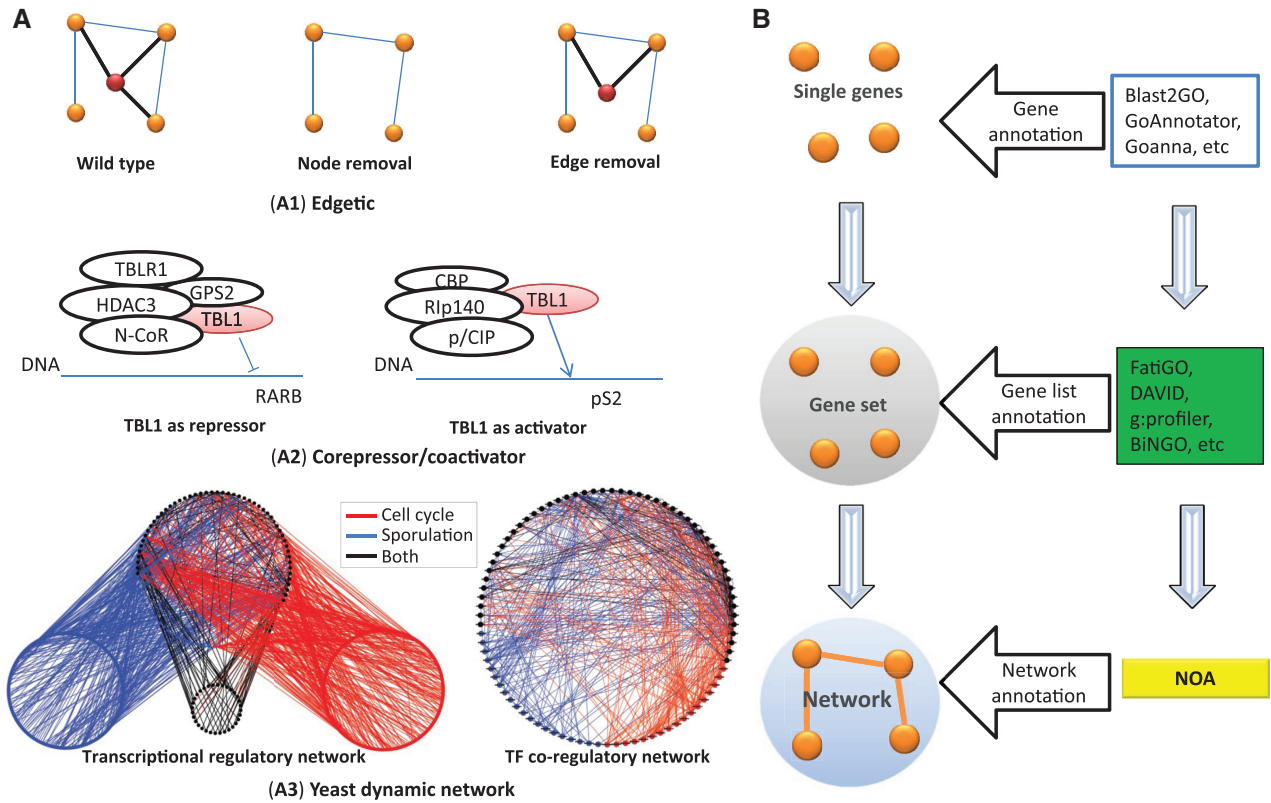 A
Wild type
Node removal
Edge removal
(A1) Edgetic
TBLR1
GPS2
HDAC3
TBL1
N-CoR
DNA
RARB
TBL1 as repressor
CBP
TBL1
RIp140
p/CIP
DNA
pS2
TBL1 as activator
(A2) Corepressor/coactivator
Cell cycle
Sporulation
Both
Transcriptional regulatory network
TF co-regulatory network
(A3) Yeast dynamic network
B
Single genes
Gene
annotation
Blast2GO,
GoAnnotator,
Goanna, etc
Gene set
Gene list
annotation
FatiGO,
DAVID,
g:profiler,
BiNGO, etc
Network
Network
annotation
NOA